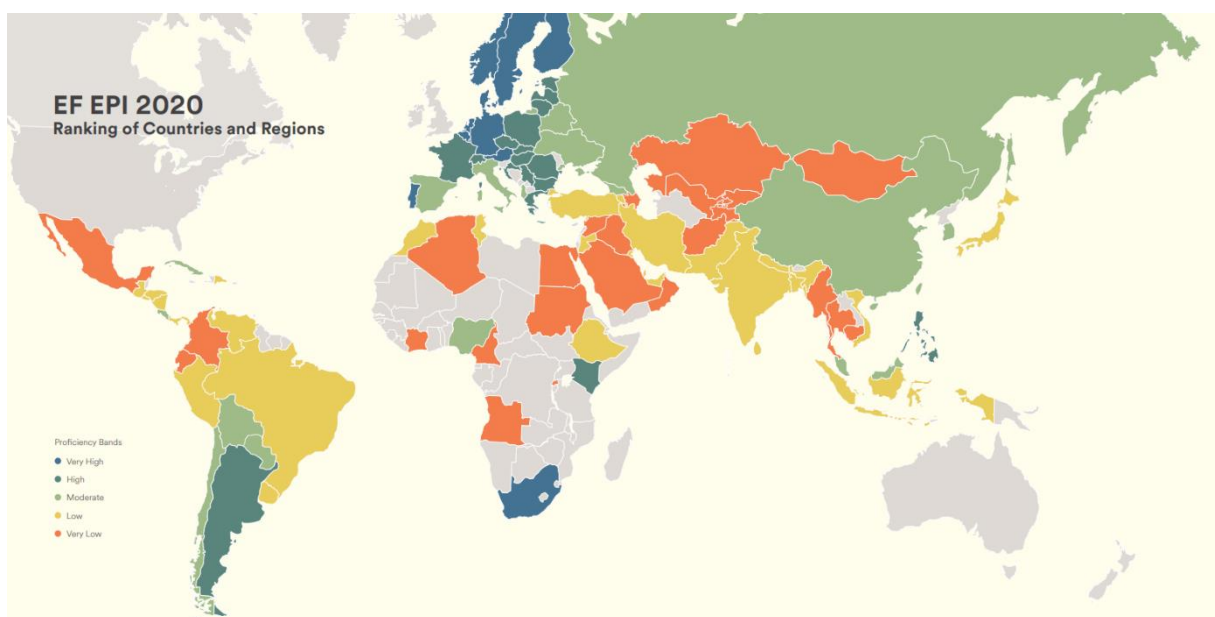 EF EPI 2020
Ranking of Countries and Regions
Proficiency Bands
Very High
High
Moderate
Low
Very Low